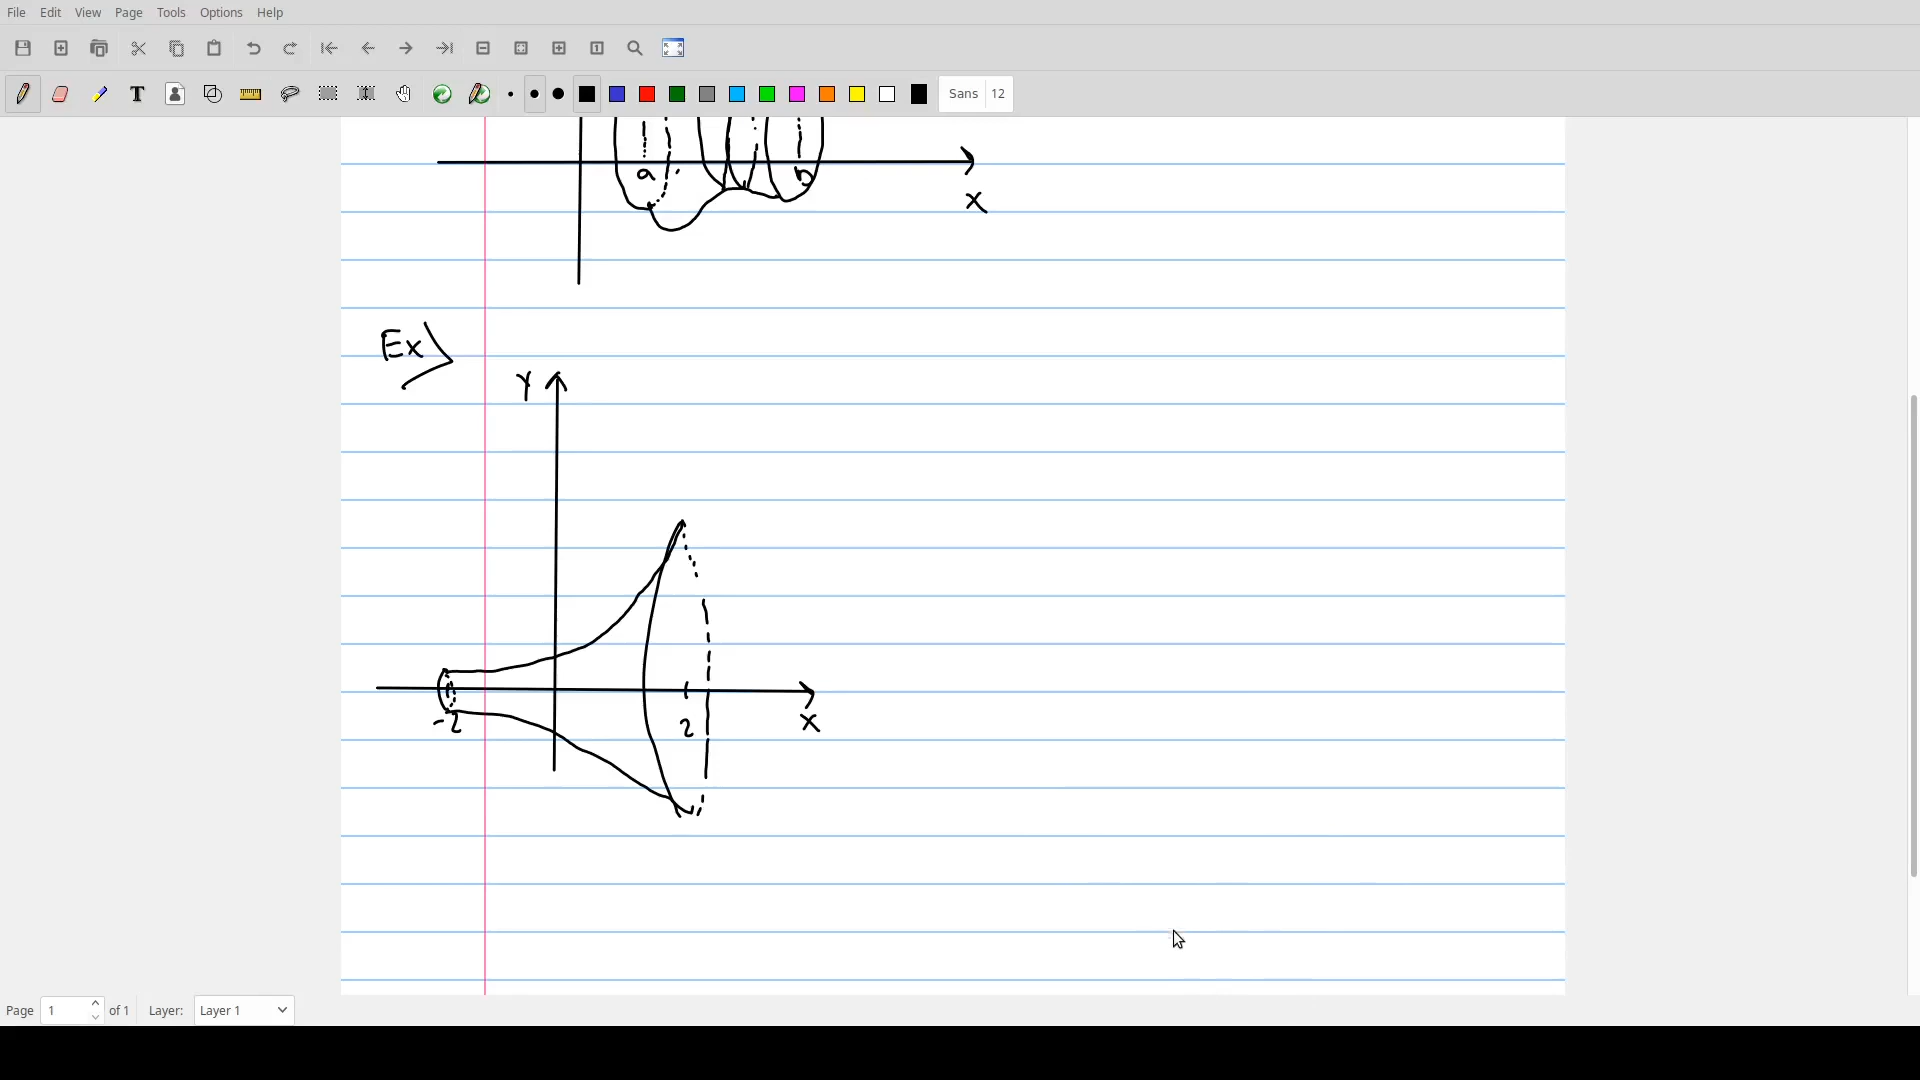 File Edit View Page Tools Options Help
Sans 12
a b
X
Ex)
Y
-2 2 X
Page 1 of 1 Layer: Layer 1